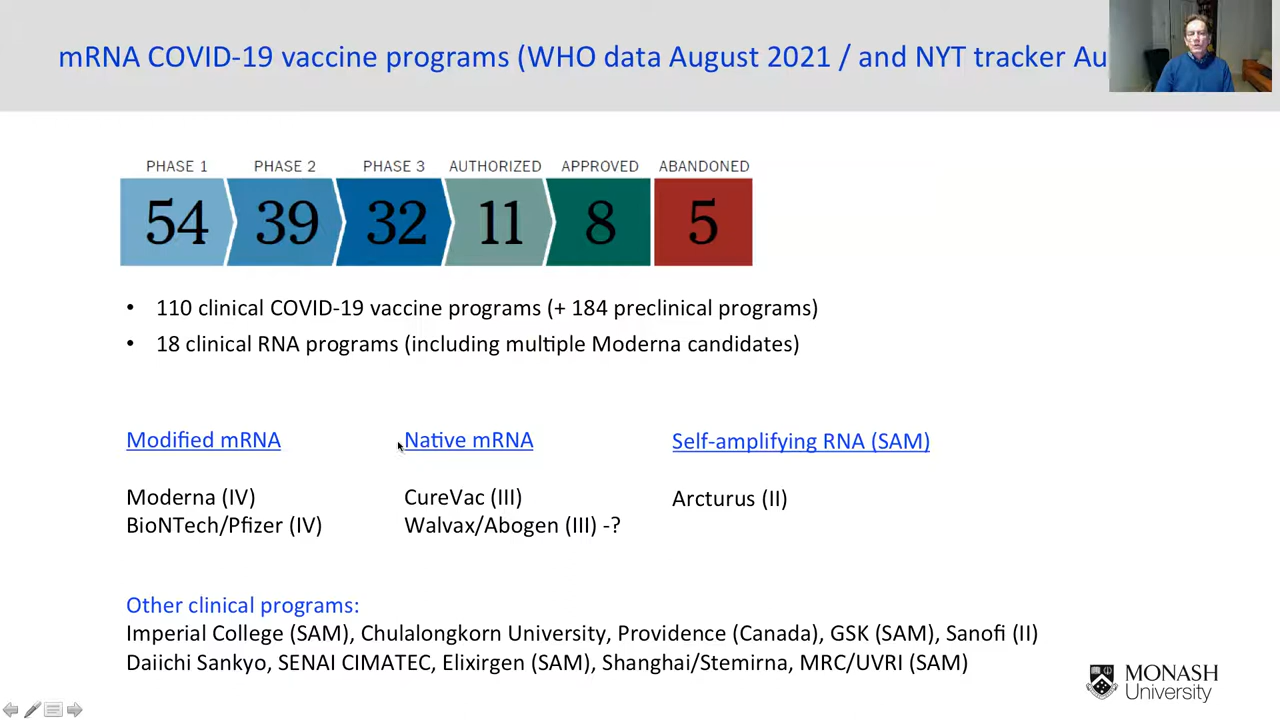 mRNA COVID-19 vaccine programs (WHO data August 2021 / and NYT tracker Au
PHASE 1 PHASE 2 PHASE 3 AUTHORIZED APPROVED ABANDONED
54 39 32 11 8 5
• 110 clinical COVID-19 vaccine programs (+ 184 preclinical programs)
• 18 clinical RNA programs (including multiple Moderna candidates)
Modified mRNA Native mRNA Self-amplifying RNA (SAM)
Moderna (IV) CureVac (III) Arcturus (II)
BioNTech/Pfizer (IV) Walvax/Abogen (III) -?
Other clinical programs:
Imperial College (SAM), Chulalongkorn University, Providence (Canada), GSK (SAM), Sanofi (II)
Daiichi Sankyo, SENAI CIMATEC, Elixirgen (SAM), Shanghai/Stemirna, MRC/UVRI (SAM)
MONASH
University